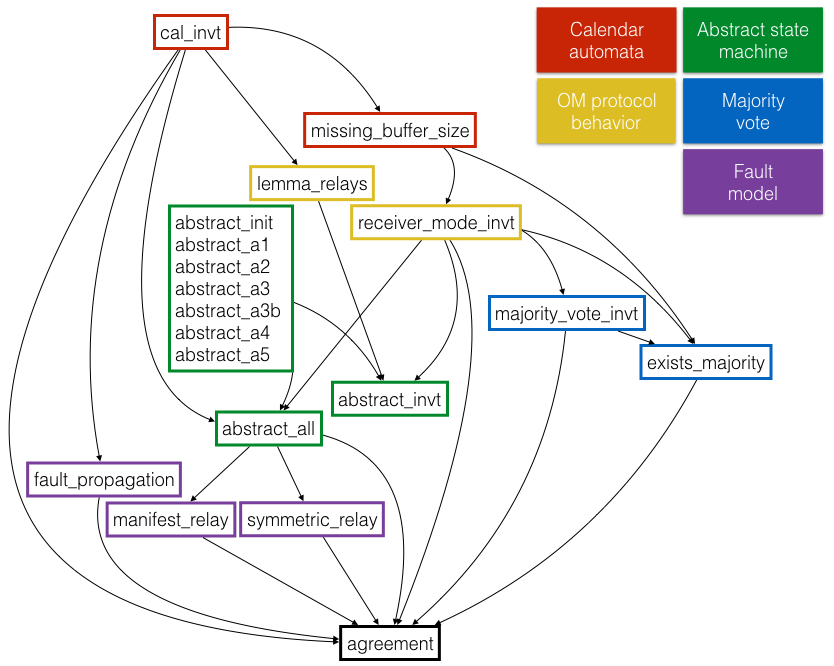 cal_invt
Calendar
automata
Abstract state
machine
OM protocol
behavior
Majority
vote
missing_buffer_size
Fault
model
lemma_relays
abstract_init
abstract_a1
abstract_a2
abstract_a3
abstract_a3b
abstract_a4
abstract_a5
receiver_mode_invt
majority_vote_invt
exists_majority
abstract_invt
abstract_all
fault_propagation
manifest_relay
symmetric_relay
agreement